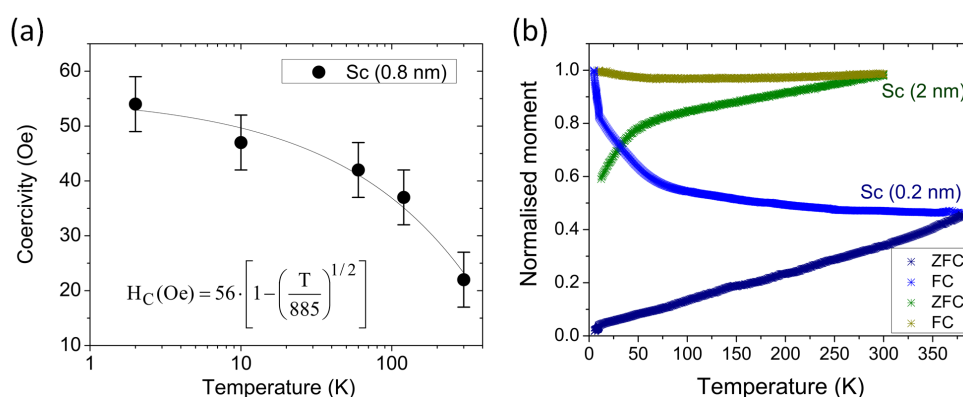 (a)
60
50
40
30
20
10
1
10
100
Coercivity (Oe)
Temperature (K)
Sc (0.8 nm)
H_C(Oe) = 56·[1−(T/885)^{1/2}]
(b)
1.0
0.8
0.6
0.4
0.2
0.0
0
50
100
150
200
250
300
350
Normalised moment
Temperature (K)
Sc (2 nm)
Sc (0.2 nm)
ZFC
FC
ZFC
FC